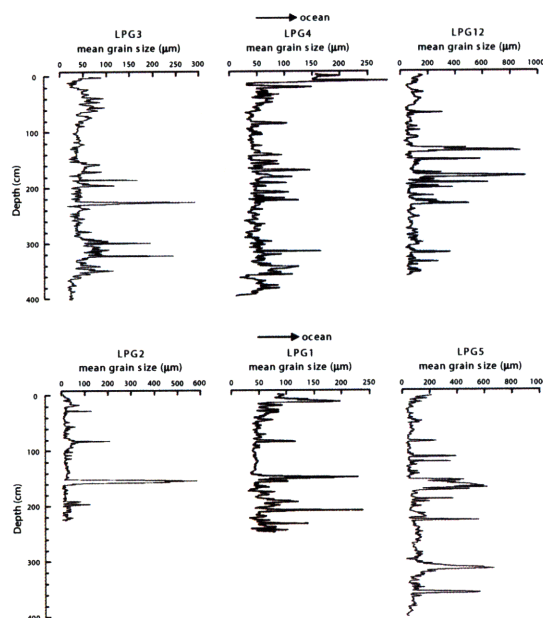 ocean
LPG3 LPG4 LPG12
mean grain size (μm) mean grain size (μm) mean grain size (μm)
0 50 100 150 200 250 300 0 50 100 150 200 250 0 200 400 600 800 1000
0
100
200
300
400
Depth (cm)
ocean
LPG2 LPG1 LPG5
mean grain size (μm) mean grain size (μm) mean grain size (μm)
0 100 200 300 400 500 600 0 50 100 150 200 250 0 200 400 600 800 1000
0
100
200
300
400
Depth (cm)